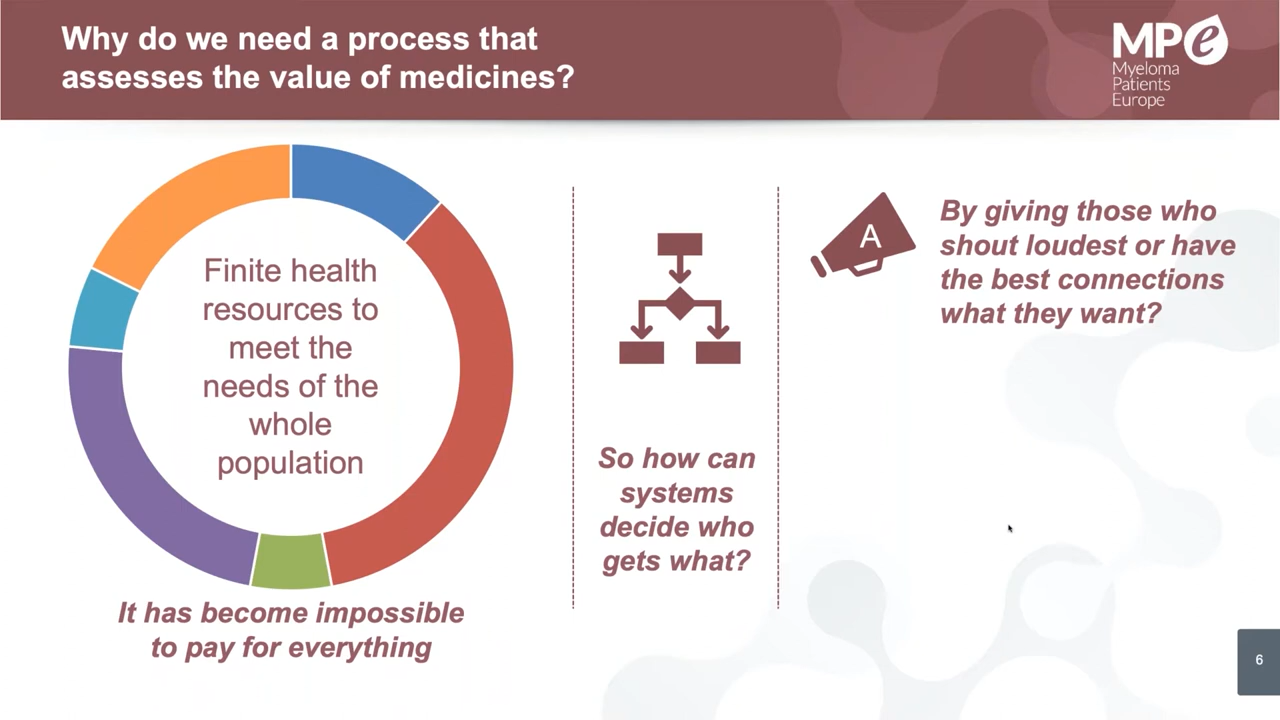 Why do we need a process that
assesses the value of medicines?
MPe
Myeloma
Patients
Europe
Finite health
resources to
meet the
needs of the
whole
population
It has become impossible
to pay for everything
So how can
systems
decide who
gets what?
A
By giving those who
shout loudest or have
the best connections
what they want?
6